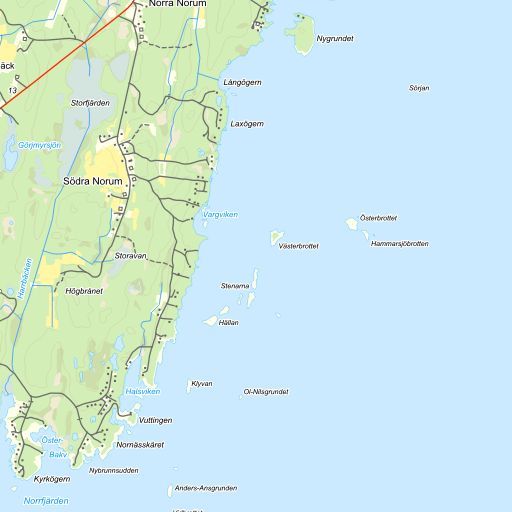 Norra Norum
Nygrundet
äck
Långögern
13
Sörjan
Storfjärden
Laxögern
Görjmyrsjön
Södra Norum
Vargviken
Österbrottet
Västerbrottet
Hammarsjöbrotten
Storavan
Harrbäcken
Stenarna
Högbränet
Hällan
Klyvan
Halsviken
Ol-Nilsgrundet
Vuttingen
Öster-
Bakv
Nornässkäret
Nybrunnsudden
Kyrkögern
Anders-Ansgrunden
Norrfjärden